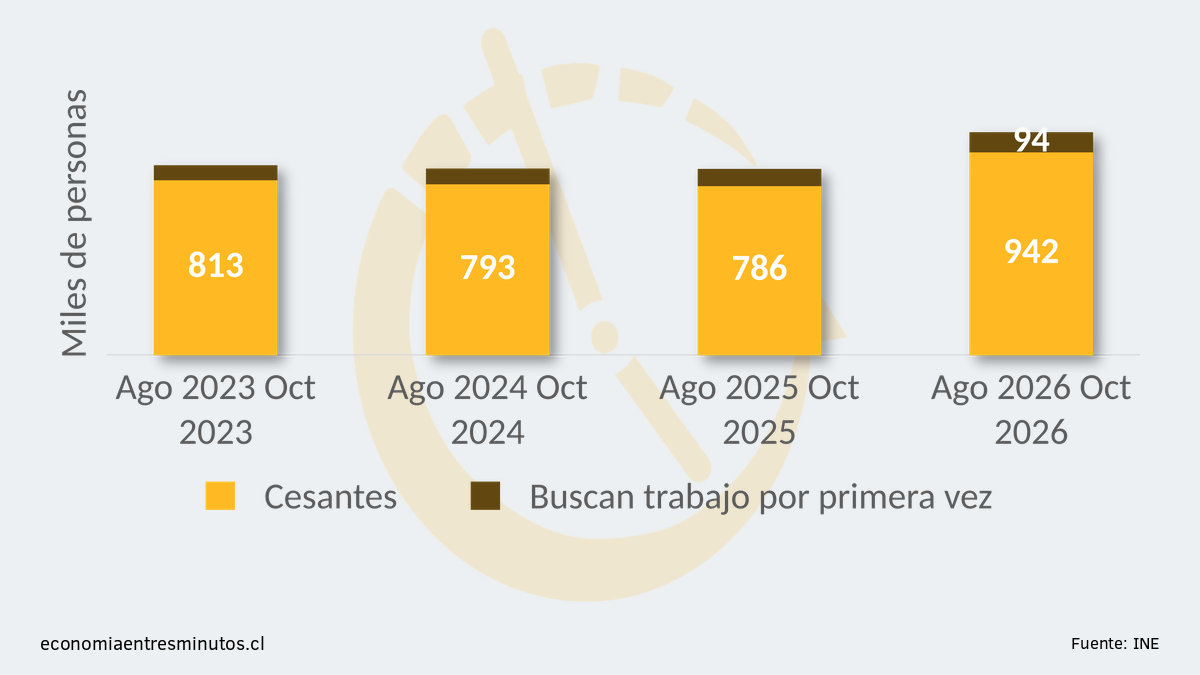 Miles de personas
94
813
793
786
942
Ago 2023 Oct
2023
Ago 2024 Oct
2024
Ago 2025 Oct
2025
Ago 2026 Oct
2026
Cesantes
Buscan trabajo por primera vez
economiaentresminutos.cl
Fuente: INE